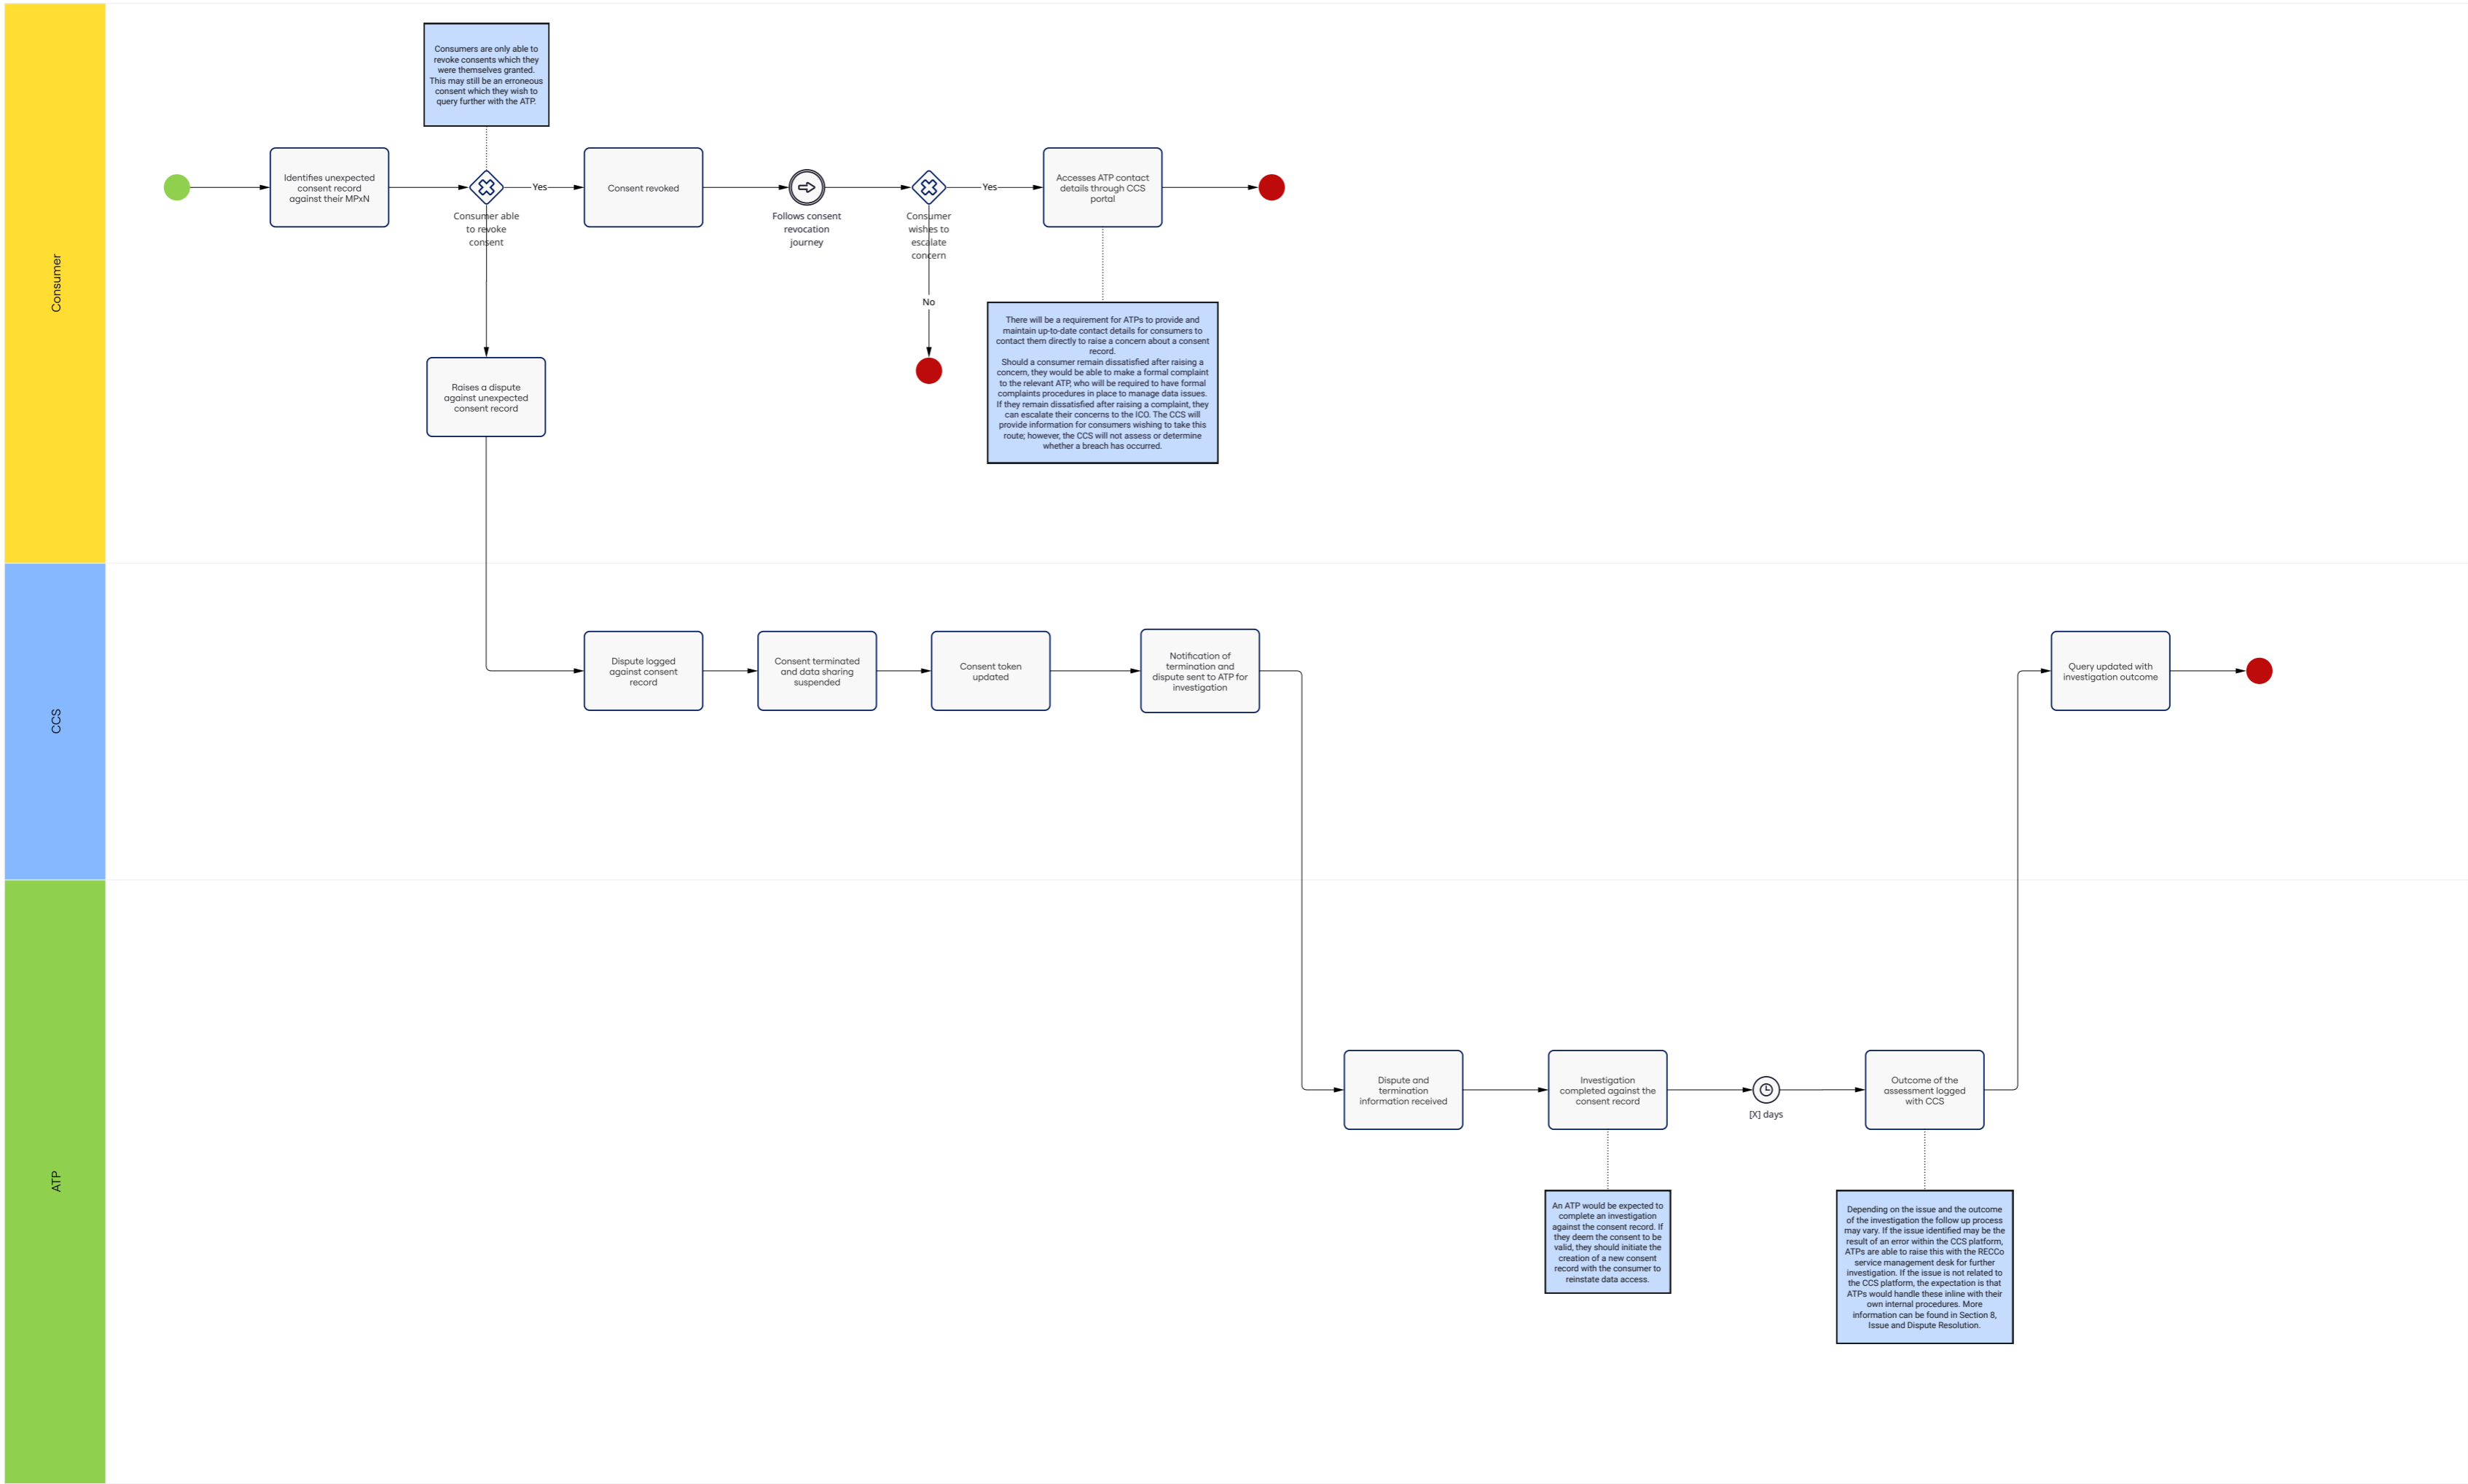 Consumer
Consumers are only able to
revoke consents which they
were themselves granted.
This may still be an erroneous
consent which they wish to
query further with the ATP.
Identifies unexpected
consent record
against their MPxN
Consumer able
to revoke
consent
Yes
Consent revoked
Follows consent
revocation
journey
Consumer
wishes to
escalate
concern
Yes
No
Accesses ATP contact
details through CCS
portal
There will be a requirement for ATPs to provide and
maintain up-to-date contact details for consumers to
contact them directly to raise a concern about a consent
record.
Should a consumer remain dissatisfied after raising a
concern, they would be able to make a formal complaint
to the relevant ATP, who will be required to have formal
complaints procedures in place to manage data issues.
If they remain dissatisfied after raising a complaint, they
can escalate their concerns to the ICO. The CCS will
provide information for consumers wishing to take this
route; however, the CCS will not assess or determine
whether a breach has occurred.
Raises a dispute
against unexpected
consent record
CCS
Dispute logged
against consent
record
Consent terminated
and data sharing
suspended
Consent token
updated
Notification of
termination and
dispute sent to ATP for
investigation
Query updated with
investigation outcome
ATP
Dispute and
termination
information received
Investigation
completed against the
consent record
[X] days
Outcome of the
assessment logged
with CCS
An ATP would be expected to
complete an investigation
against the consent record. If
they deem the consent to be
valid, they should initiate the
creation of a new consent
record with the consumer to
reinstate data access.
Depending on the issue and the outcome
of the investigation the follow up process
may vary. If the issue identified may be the
result of an error within the CCS platform,
ATPs are able to raise this with the RECCo
service management desk for further
investigation. If the issue is not related to
the CCS platform, the expectation is that
ATPs would handle these inline with their
own internal procedures. More
information can be found in Section 8,
Issue and Dispute Resolution.